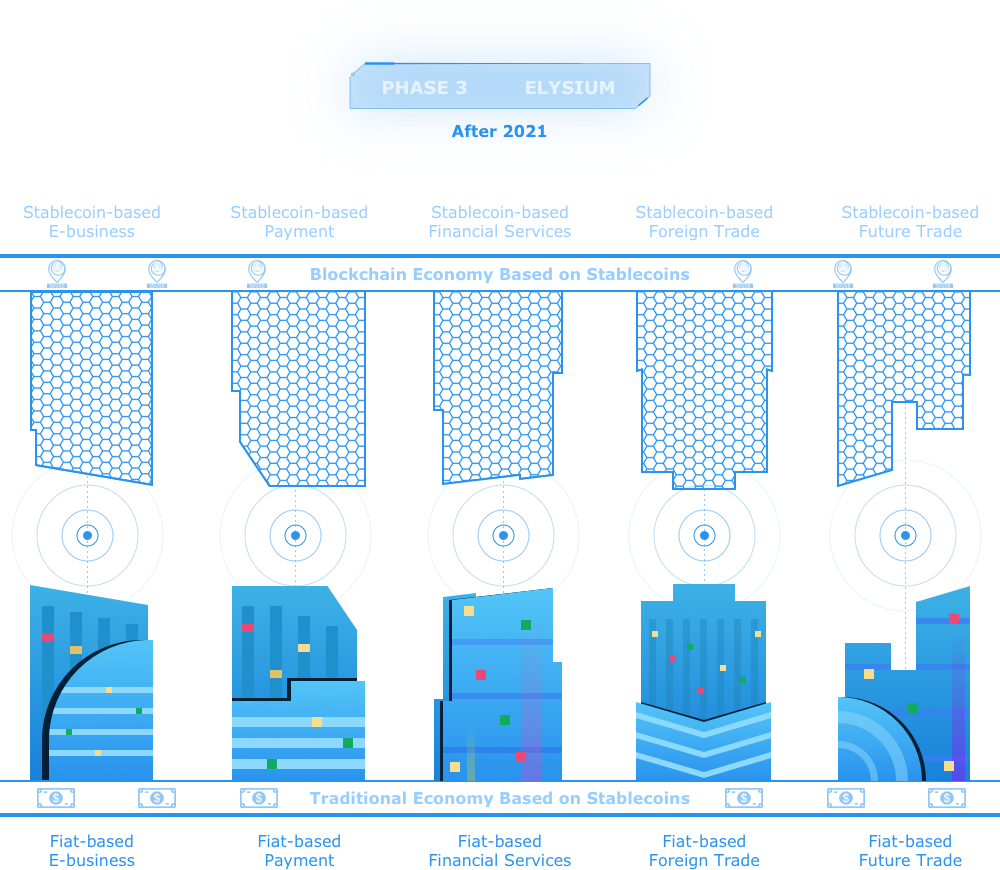 PHASE 3 ELYSIUM
After 2021
Stablecoin-based
E-business
Stablecoin-based
Payment
Stablecoin-based
Financial Services
Stablecoin-based
Foreign Trade
Stablecoin-based
Future Trade
Blockchain Economy Based on Stablecoins
Traditional Economy Based on Stablecoins
Fiat-based
E-business
Fiat-based
Payment
Fiat-based
Financial Services
Fiat-based
Foreign Trade
Fiat-based
Future Trade